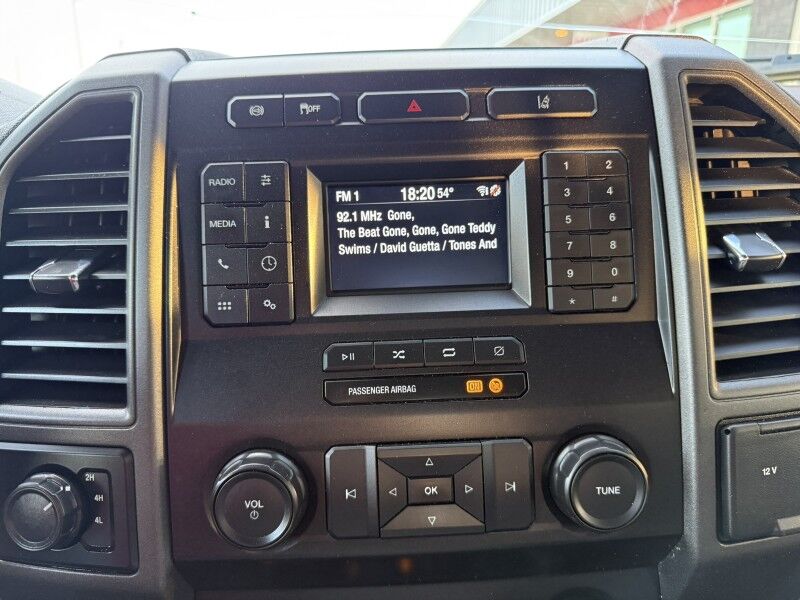 OFF
RADIO
MEDIA
FM 1 18:20 54°
92.1 MHz Gone,
The Beat Gone, Gone, Gone Teddy
Swims / David Guetta / Tones And
1 2
3 4
5 6
7 8
9 0
* #
PASSENGER AIRBAG ON
2H
4H
4L
VOL
OK
TUNE
12 V